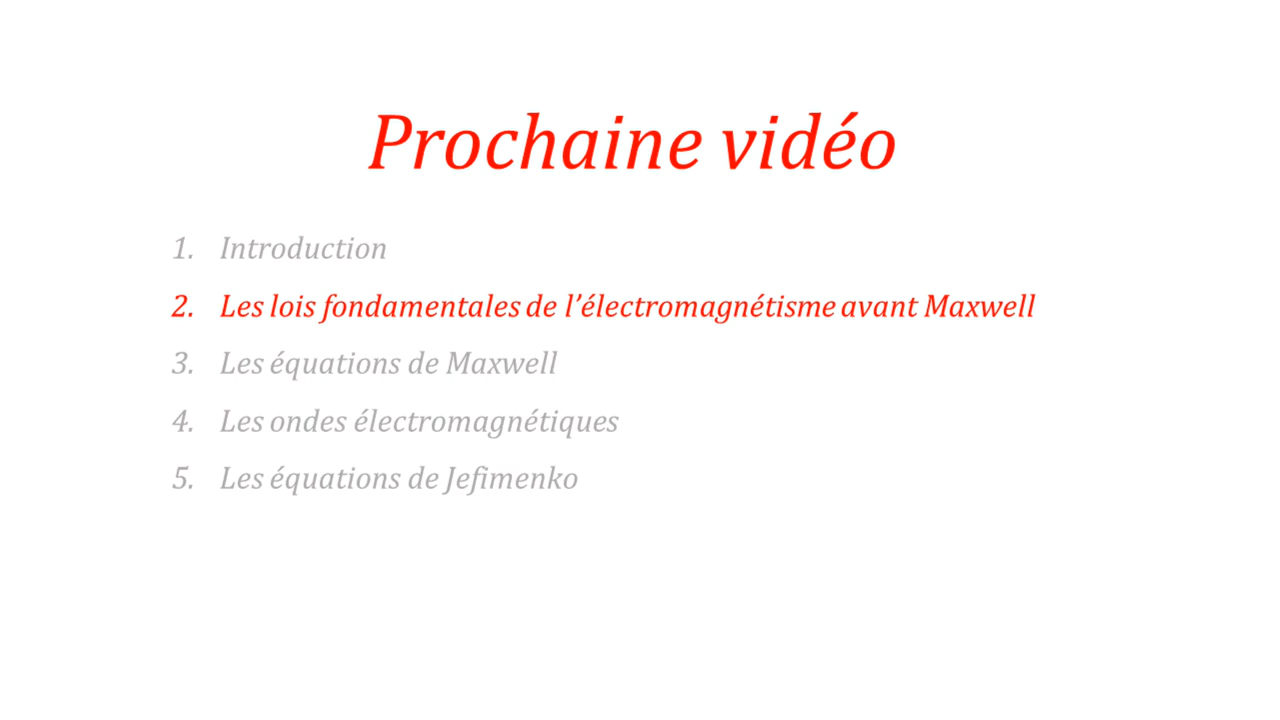 Prochaine vidéo
1. Introduction
2. Les lois fondamentales de l’électromagnétisme avant Maxwell
3. Les équations de Maxwell
4. Les ondes électromagnétiques
5. Les équations de Jefimenko